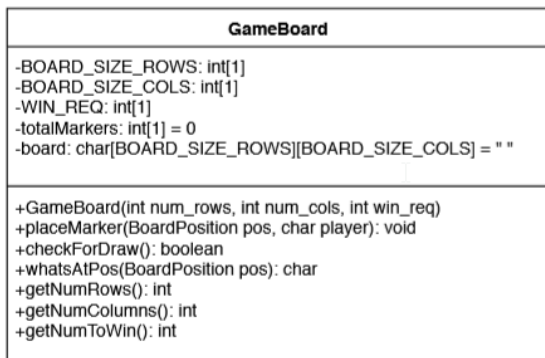 GameBoard
-BOARD_SIZE_ROWS: int[1]
-BOARD_SIZE_COLS: int[1]
-WIN_REQ: int[1]
-totalMarkers: int[1] = 0
-board: char[BOARD_SIZE_ROWS][BOARD_SIZE_COLS] = " "
+GameBoard(int num_rows, int num_cols, int win_req)
+placeMarker(BoardPosition pos, char player): void
+checkForDraw(): boolean
+whatsAtPos(BoardPosition pos): char
+getNumRows(): int
+getNumColumns(): int
+getNumToWin(): int